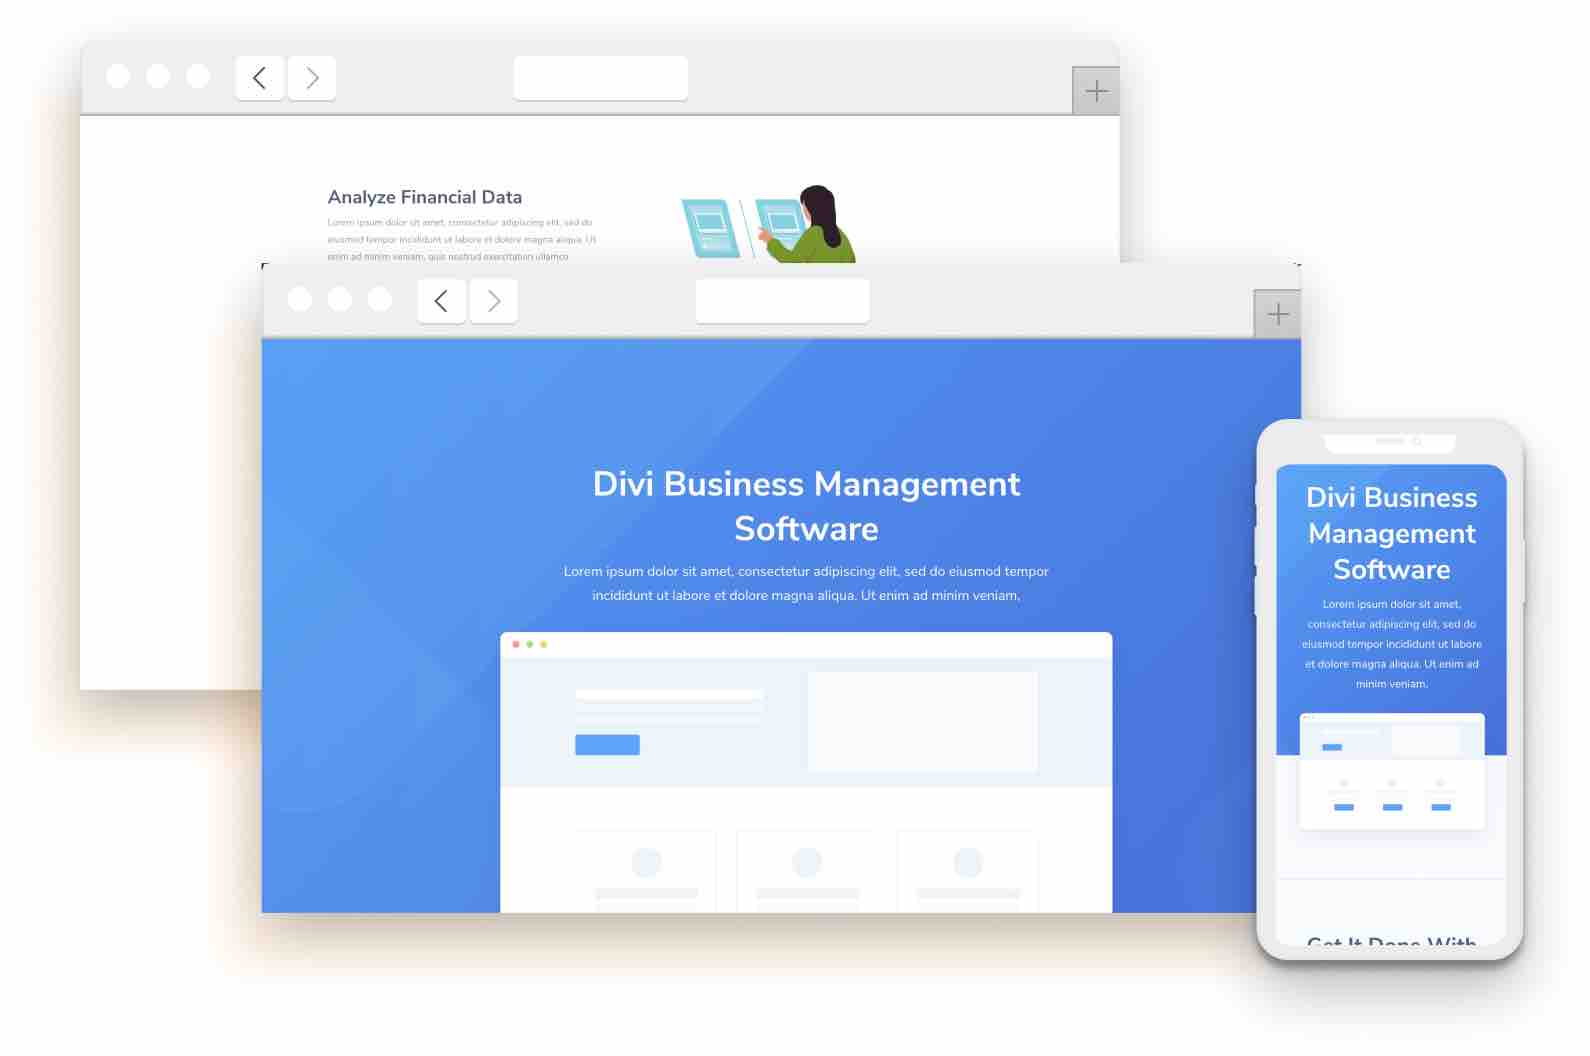 Analyze Financial Data
Lorem ipsum dolor sit amet, consectetur adipiscing elit, sed do
eiusmod tempor incididunt ut labore et dolore magna aliqua. Ut
enim ad minim veniam, quis nostrud exercitation ullamco
Divi Business Management
Software
Lorem ipsum dolor sit amet, consectetur adipiscing elit, sed do eiusmod tempor
incididunt ut labore et dolore magna aliqua. Ut enim ad minim veniam,
Divi Business
Management
Software
Lorem ipsum dolor sit amet,
consectetur adipiscing elit, sed do
eiusmod tempor incididunt ut labore
et dolore magna aliqua. Ut enim ad
minim veniam,
Get It Done With